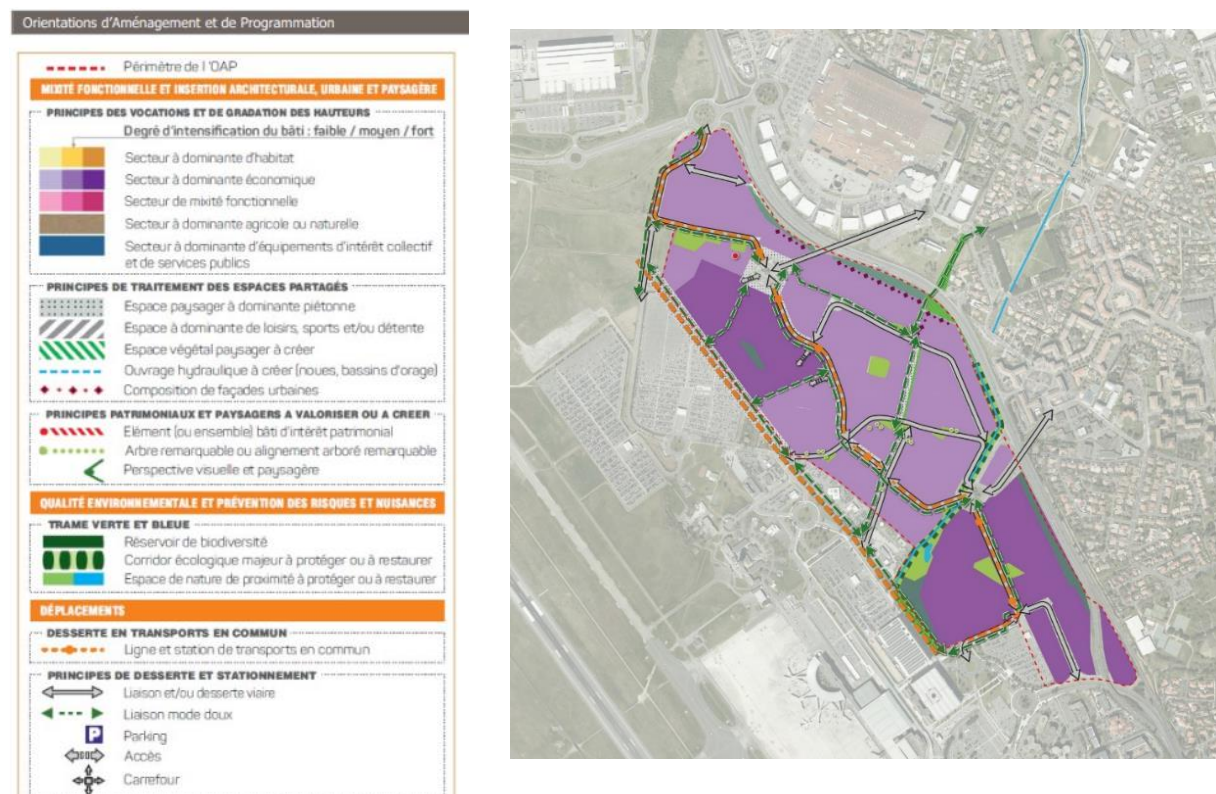 Orientations d'Aménagement et de Programmation
Périmètre de l 'OAP
MIXITÉ FONCTIONNELLE ET INSERTION ARCHITECTURALE, URBAINE ET PAYSAGÈRE
PRINCIPES DES VOCATIONS ET DE GRADATION DES HAUTEURS
Degré d'intensification du bâti : faible / moyen / fort
Secteur à dominante d'habitat
Secteur à dominante économique
Secteur de mixité fonctionnelle
Secteur à dominante agricole ou naturelle
Secteur à dominante d'équipements d'intérêt collectif
et de services publics
PRINCIPES DE TRAITEMENT DES ESPACES PARTAGÉS
Espace paysager à dominante piétonne
Espace à dominante de loisirs, sports et/ou détente
Espace végétal paysager à créer
Ouvrage hydraulique à créer (noues, bassins d'orage)
Composition de façades urbaines
PRINCIPES PATRIMONIAUX ET PAYSAGERS A VALORISER OU A CREER
Elément (ou ensemble) bâti d'intérêt patrimonial
Arbre remarquable ou alignement arboré remarquable
Perspective visuelle et paysagère
QUALITÉ ENVIRONNEMENTALE ET PRÉVENTION DES RISQUES ET NUISANCES
TRAME VERTE ET BLEUE
Réservoir de biodiversité
Corridor écologique majeur à protéger ou à restaurer
Espace de nature de proximité à protéger ou à restaurer
DÉPLACEMENTS
DESSERTE EN TRANSPORTS EN COMMUN
Ligne et station de transports en commun
PRINCIPES DE DESSERTE ET STATIONNEMENT
Liaison et/ou desserte viaire
Liaison mode doux
P Parking
Accès
Carrefour